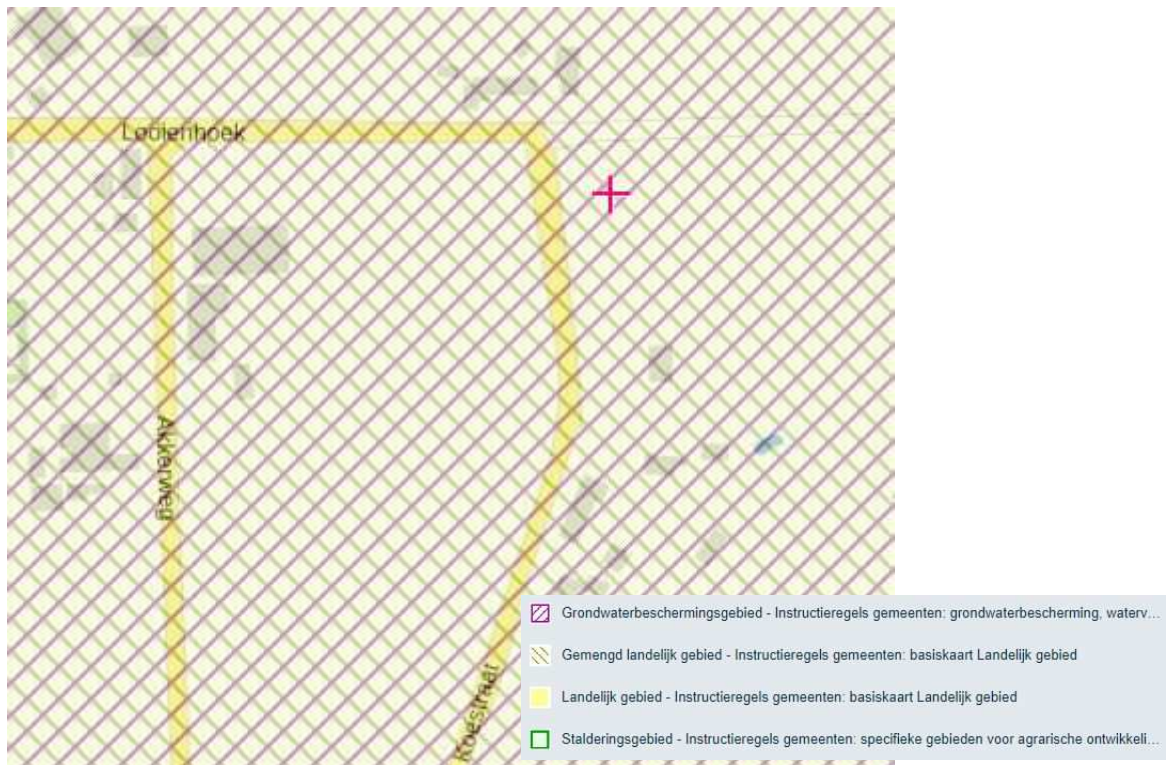 Looijenhoek
Akkerweg
Koestraat
Grondwaterbeschermingsgebied - Instructieregels gemeenten: grondwaterbescherming, waterv...
Gemengd landelijk gebied - Instructieregels gemeenten: basiskaart Landelijk gebied
Landelijk gebied - Instructieregels gemeenten: basiskaart Landelijk gebied
Stalderingsgebied - Instructieregels gemeenten: specifieke gebieden voor agrarische ontwikkeli...